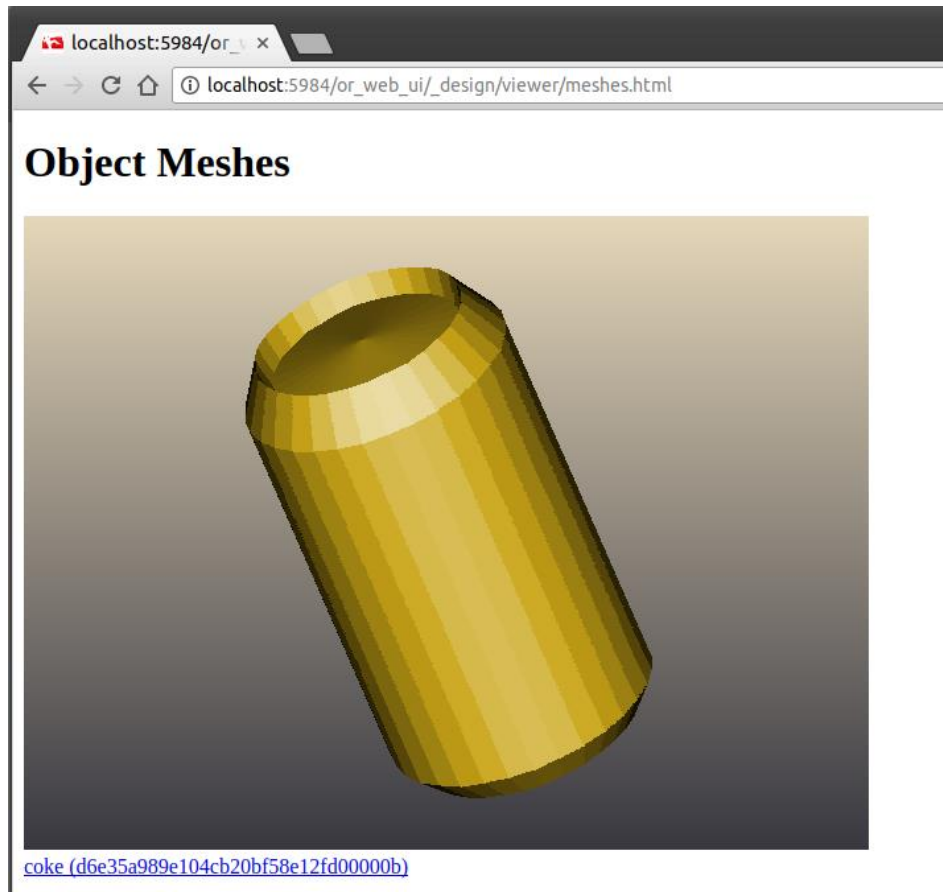 localhost:5984/or_
localhost:5984/or_web_ui/_design/viewer/meshes.html
Object Meshes
coke (d6e35a989e104cb20bf58e12fd00000b)